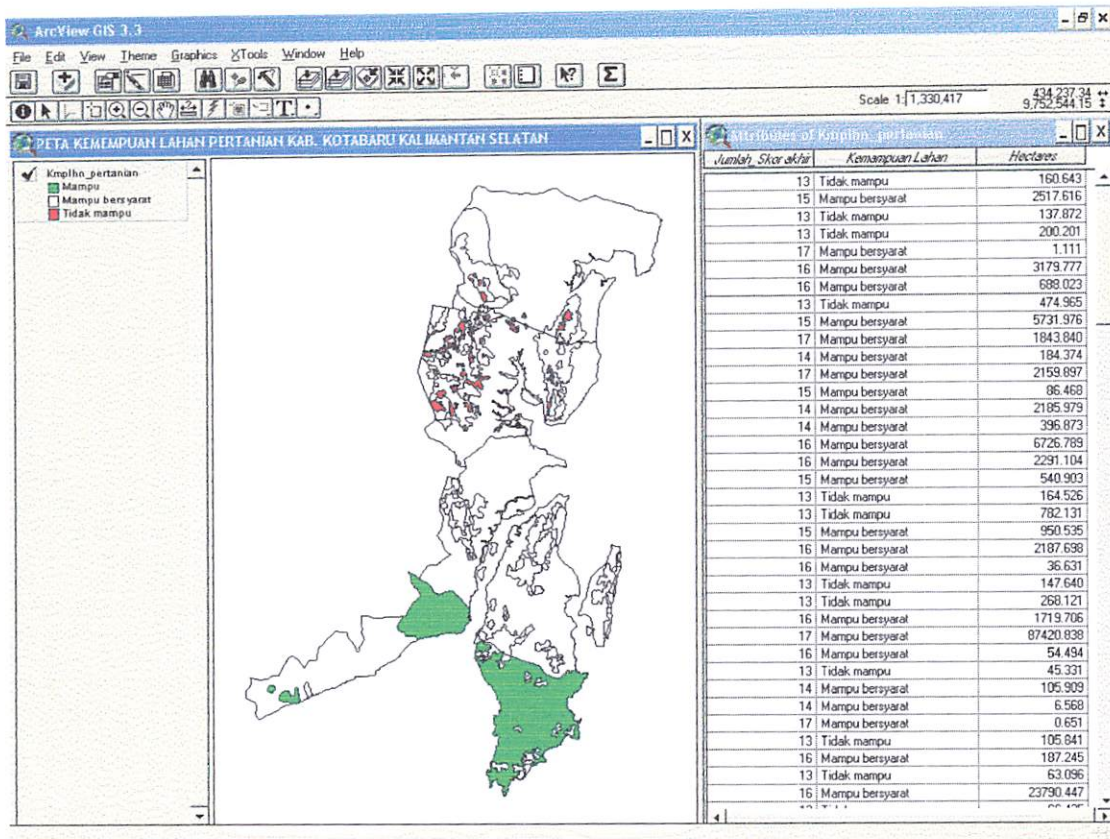 ArcView GIS 3.3
File Edit View Theme Graphics XTools Window Help
Scale 1: 1,330,417
434,237.34
9,752,544.15
PETA KEMEMPUAN LAHAN PERTANIAN KAB. KOTABARU KALIMANTAN SELATAN
Kmplhn_pertanian
Mampu
Mampu bersyarat
Tidak mampu
Attributes of Kmplhn_pertanian
Jumlah_Skor akhir Kemampuan Lahan Hectares
13 Tidak mampu 160.643
15 Mampu bersyarat 2517.616
13 Tidak mampu 137.872
13 Tidak mampu 200.201
17 Mampu bersyarat 1.111
16 Mampu bersyarat 3179.777
16 Mampu bersyarat 688.023
13 Tidak mampu 474.965
15 Mampu bersyarat 5731.976
17 Mampu bersyarat 1843.840
14 Mampu bersyarat 184.374
17 Mampu bersyarat 2159.897
15 Mampu bersyarat 86.468
14 Mampu bersyarat 2185.979
14 Mampu bersyarat 396.873
16 Mampu bersyarat 6726.789
16 Mampu bersyarat 2291.104
15 Mampu bersyarat 540.903
13 Tidak mampu 164.526
13 Tidak mampu 782.131
15 Mampu bersyarat 950.535
16 Mampu bersyarat 2187.698
16 Mampu bersyarat 36.631
13 Tidak mampu 147.640
13 Tidak mampu 268.121
16 Mampu bersyarat 1719.706
17 Mampu bersyarat 87420.838
16 Mampu bersyarat 54.494
13 Tidak mampu 45.331
14 Mampu bersyarat 105.909
14 Mampu bersyarat 6.568
17 Mampu bersyarat 0.651
13 Tidak mampu 105.841
16 Mampu bersyarat 187.245
13 Tidak mampu 63.096
16 Mampu bersyarat 23790.447